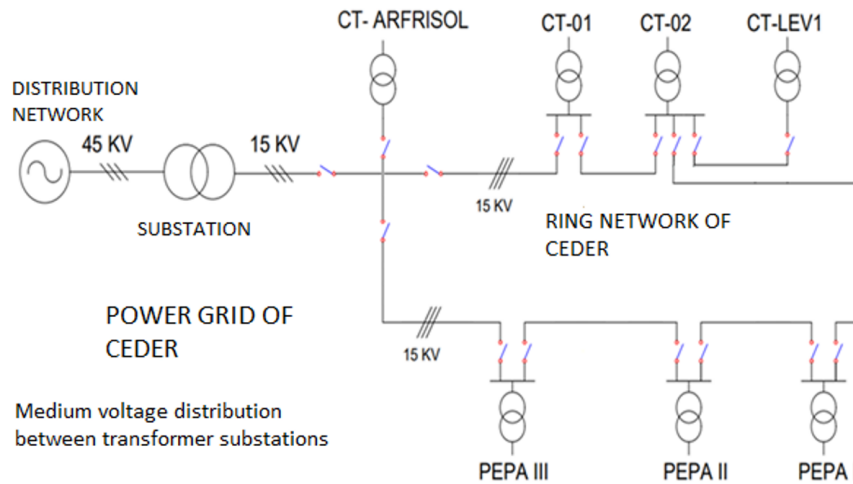 CT- ARFRISOL
CT-01
CT-02
CT-LEV1
DISTRIBUTION
NETWORK
45 KV
15 KV
SUBSTATION
15 KV
RING NETWORK OF
CEDER
POWER GRID OF
CEDER
15 KV
Medium voltage distribution
between transformer substations
PEPA III
PEPA II
PEPA